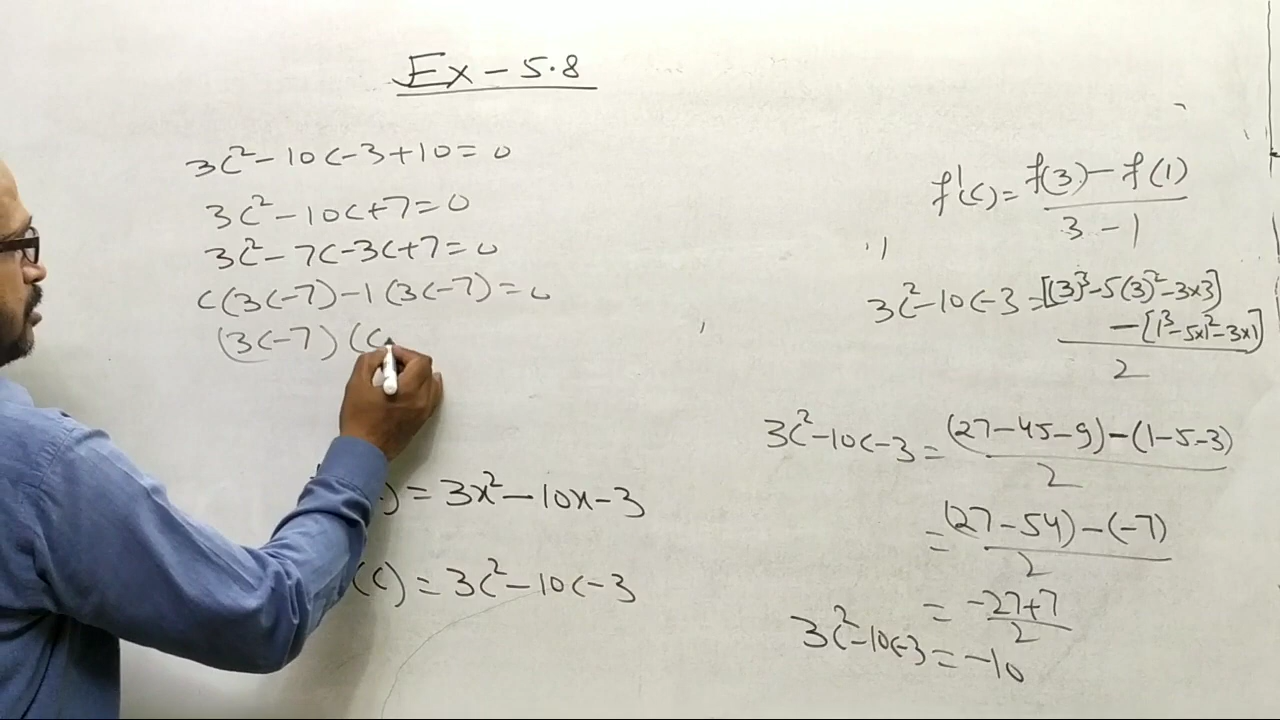 Ex - 5.8
3c² - 10c - 3 + 10 = 0
3c² - 10c + 7 = 0
3c² - 7c - 3c + 7 = 0
c(3c - 7) - 1(3c - 7) = 0
(3c - 7)(c
) = 3x² - 10x - 3
(c) = 3c² - 10c - 3
f'(c) = f(3) - f(1)
3 - 1
3c² - 10c - 3 = [(3)³ - 5(3)² - 3×3]
- [1³ - 5×1² - 3×1]
2
3c² - 10c - 3 = (27 - 45 - 9) - (1 - 5 - 3)
2
= (27 - 54) - (-7)
2
= -27 + 7
2
3c² - 10c - 3 = -10